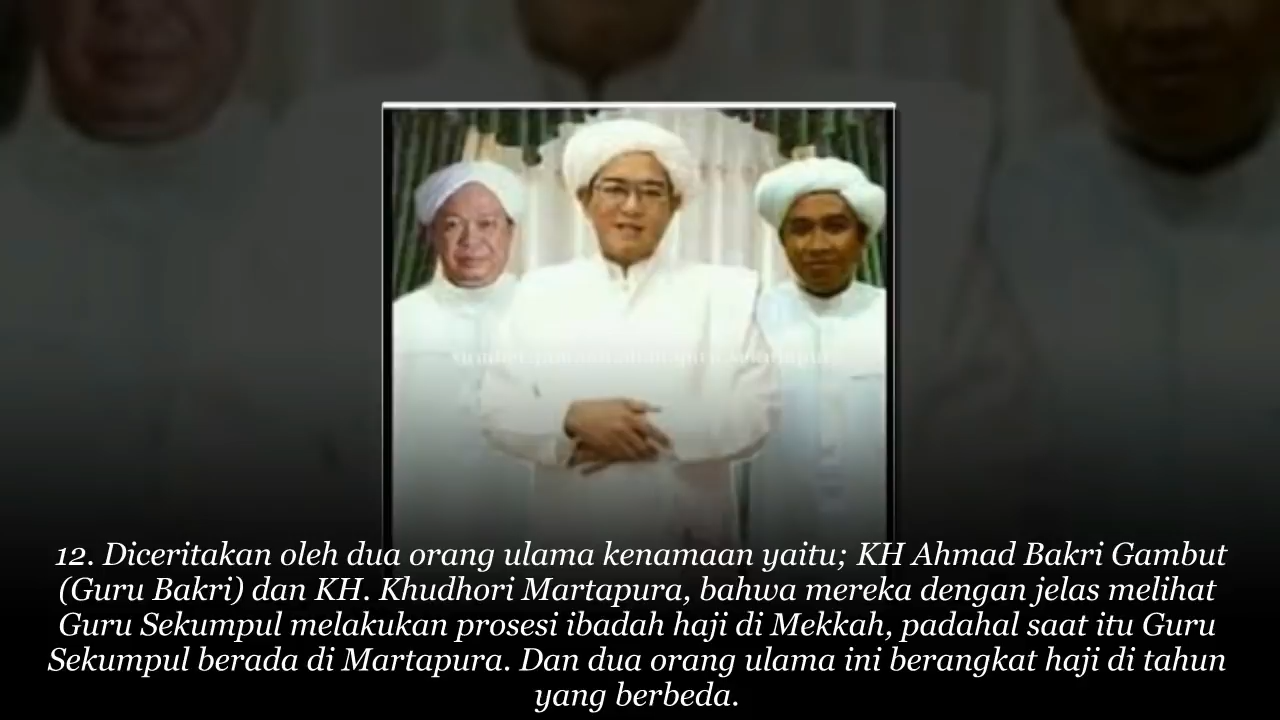 12. Diceritakan oleh dua orang ulama kenamaan yaitu; KH Ahmad Bakri Gambut
(Guru Bakri) dan KH. Khudhori Martapura, bahwa mereka dengan jelas melihat
Guru Sekumpul melakukan prosesi ibadah haji di Mekkah, padahal saat itu Guru
Sekumpul berada di Martapura. Dan dua orang ulama ini berangkat haji di tahun
yang berbeda.